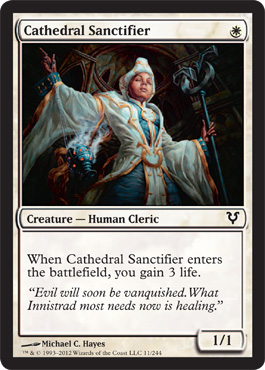 Cathedral Sanctifier
Creature — Human Cleric
When Cathedral Sanctifier enters
the battlefield, you gain 3 life.
“Evil will soon be vanquished. What
Innistrad most needs now is healing.”
Michael C. Hayes
1/1
™ & © 1993–2012 Wizards of the Coast LLC 11/244